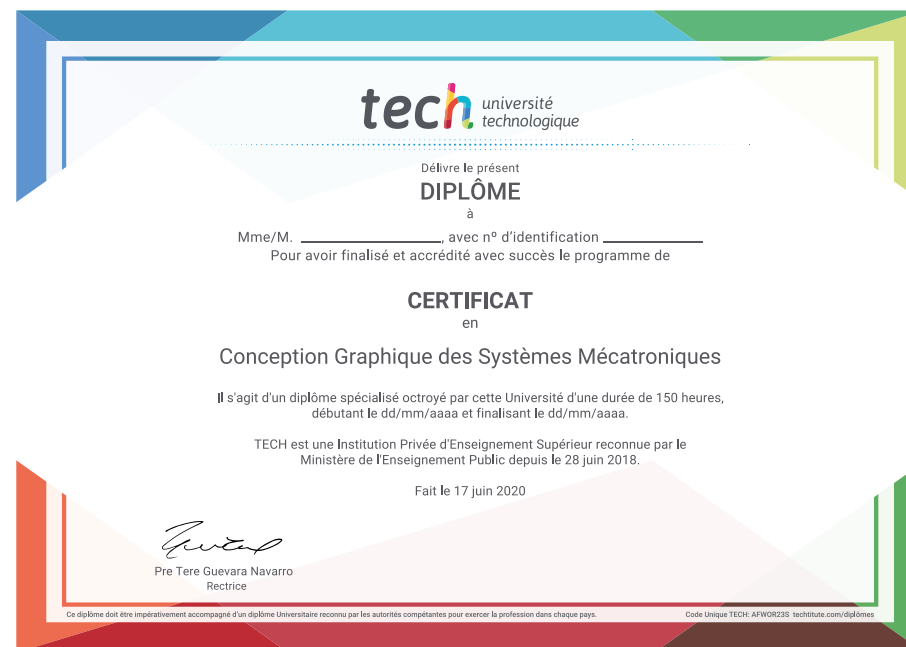 tech université
technologique
Délivre le présent
DIPLÔME
à
Mme/M. ____________________, avec nº d'identification ______________
Pour avoir finalisé et accrédité avec succès le programme de
CERTIFICAT
en
Conception Graphique des Systèmes Mécatroniques
Il s'agit d'un diplôme spécialisé octroyé par cette Université d'une durée de 150 heures,
débutant le dd/mm/aaaa et finalisant le dd/mm/aaaa.
TECH est une Institution Privée d'Enseignement Supérieur reconnue par le
Ministère de l'Enseignement Public depuis le 28 juin 2018.
Fait le 17 juin 2020
Pre Tere Guevara Navarro
Rectrice
Ce diplôme doit être impérativement accompagné d'un diplôme Universitaire reconnu par les autorités compétentes pour exercer la profession dans chaque pays.
Code Unique TECH: AFWOR23S techtitute.com/diplômes